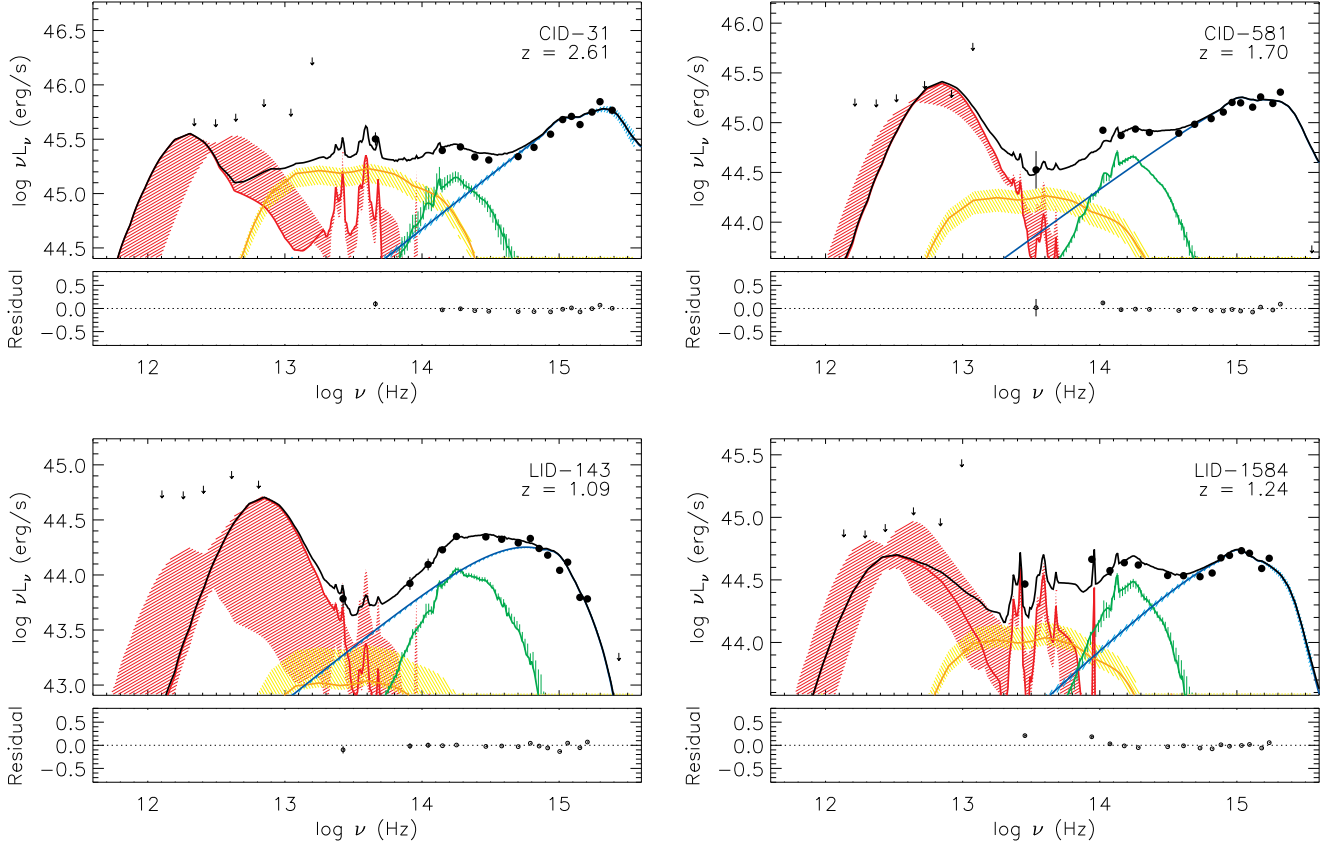 CID-31
z = 2.61
46.5
46.0
45.5
45.0
44.5
log νLν (erg/s)
0.5
0.0
−0.5
Residual
12 13 14 15
log ν (Hz)
CID-581
z = 1.70
46.0
45.5
45.0
44.5
44.0
log νLν (erg/s)
0.5
0.0
−0.5
Residual
12 13 14 15
log ν (Hz)
LID-143
z = 1.09
45.0
44.5
44.0
43.5
43.0
log νLν (erg/s)
0.5
0.0
−0.5
Residual
12 13 14 15
log ν (Hz)
LID-1584
z = 1.24
45.5
45.0
44.5
44.0
log νLν (erg/s)
0.5
0.0
−0.5
Residual
12 13 14 15
log ν (Hz)